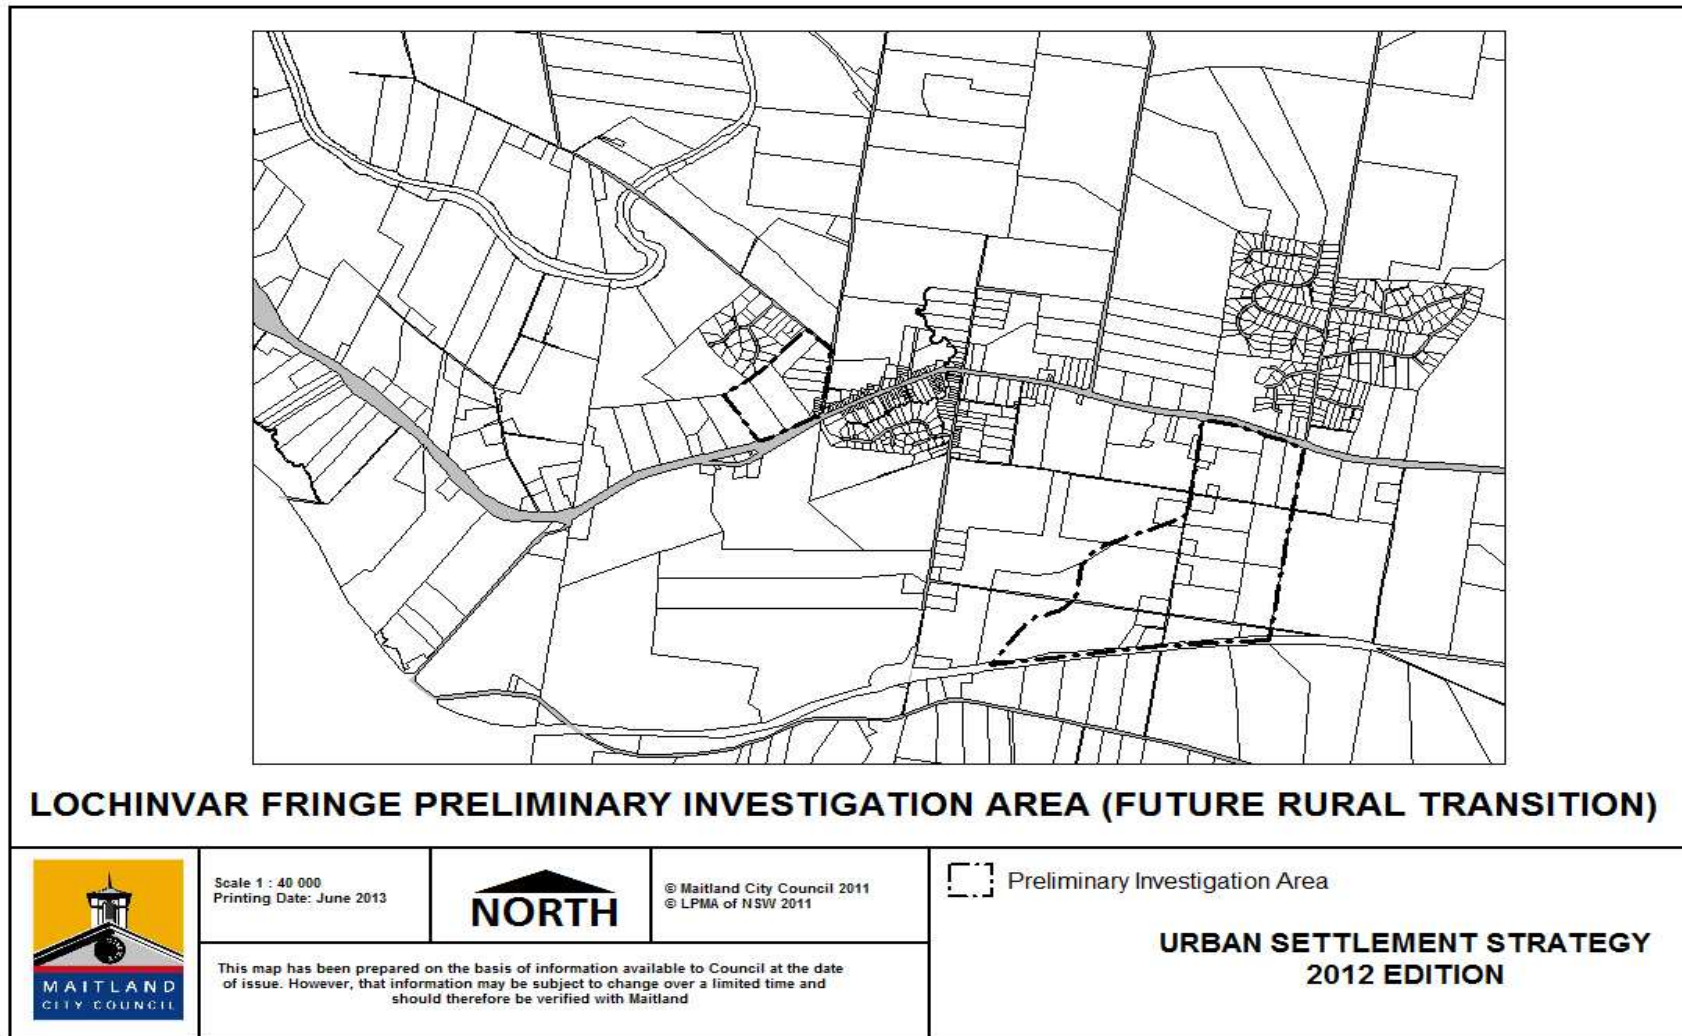 LOCHINVAR FRINGE PRELIMINARY INVESTIGATION AREA (FUTURE RURAL TRANSITION)
MAITLAND
CITY COUNCIL
Scale 1 : 40 000
Printing Date: June 2013
NORTH
© Maitland City Council 2011
© LPMA of NSW 2011
This map has been prepared on the basis of information available to Council at the date
of issue. However, that information may be subject to change over a limited time and
should therefore be verified with Maitland
Preliminary Investigation Area
URBAN SETTLEMENT STRATEGY
2012 EDITION